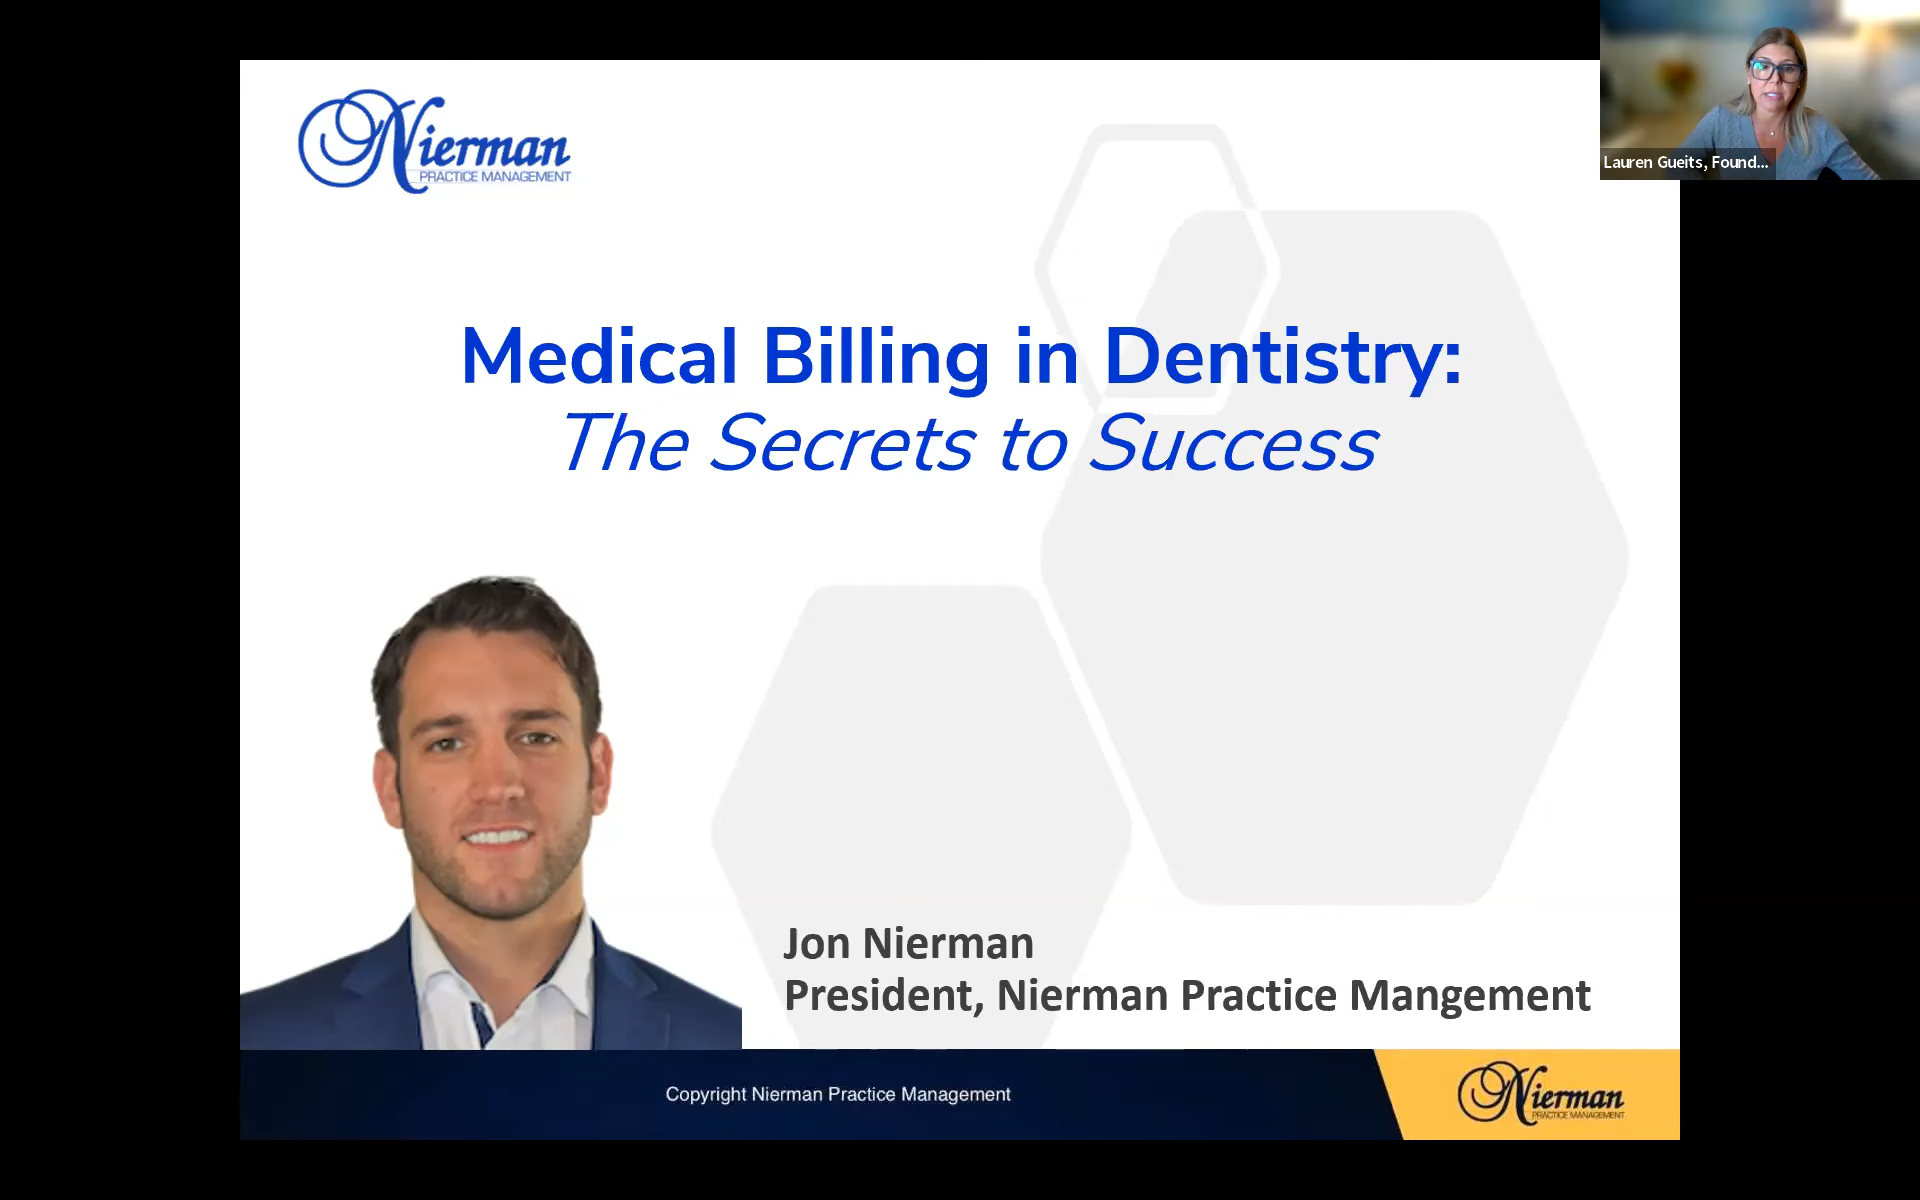 Nierman
PRACTICE MANAGEMENT
Lauren Gueits, Found...
Medical Billing in Dentistry:
The Secrets to Success
Jon Nierman
President, Nierman Practice Mangement
Copyright Nierman Practice Management
Nierman
PRACTICE MANAGEMENT